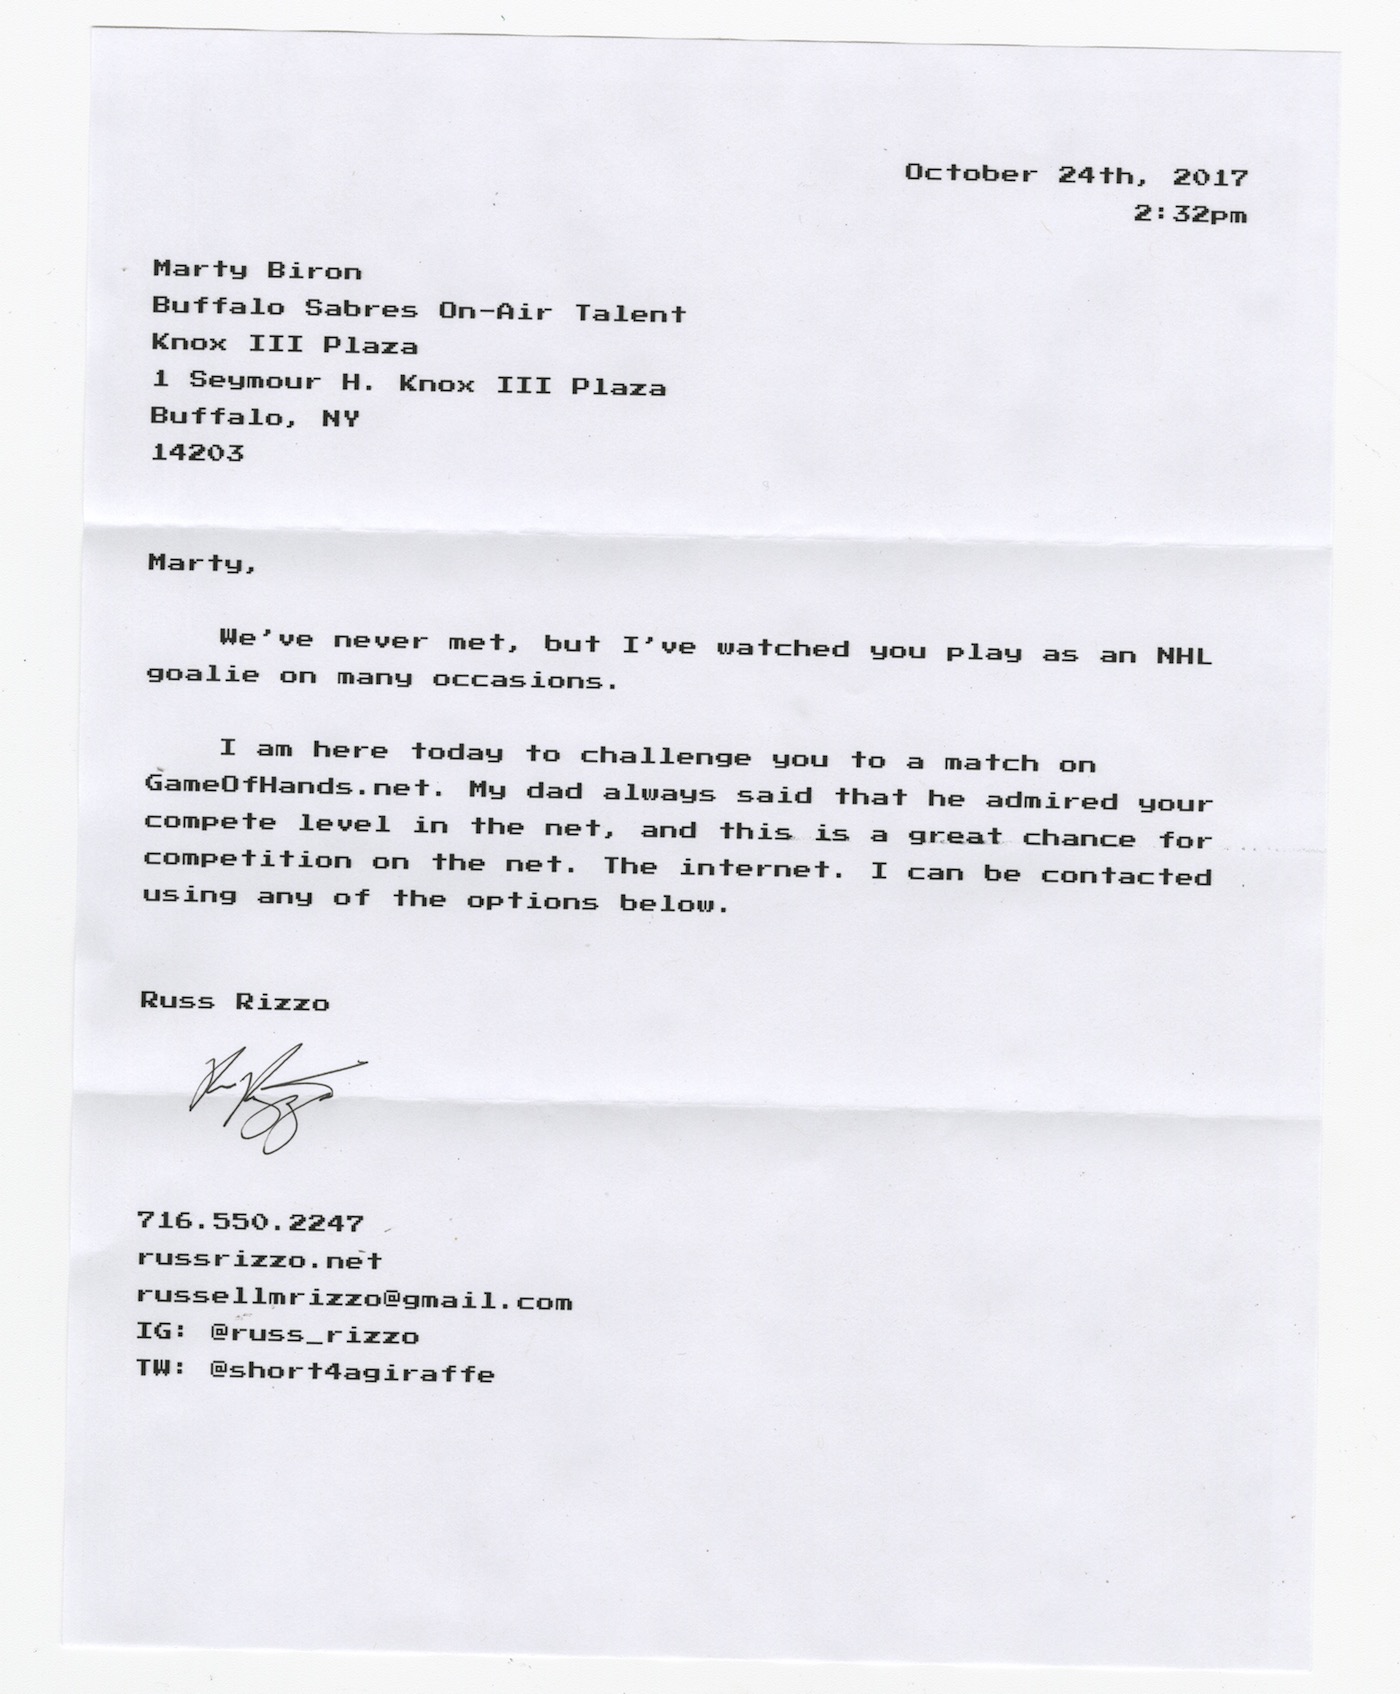 October 24th, 2017
2:32pm
Marty Biron
Buffalo Sabres On-Air Talent
Knox III Plaza
1 Seymour H. Knox III Plaza
Buffalo, NY
14203
Marty,
We've never met, but I've watched you play as an NHL
goalie on many occasions.
I am here today to challenge you to a match on
GameOfHands.net. My dad always said that he admired your
compete level in the net, and this is a great chance for
competition on the net. The internet. I can be contacted
using any of the options below.
Russ Rizzo
716.550.2247
russrizzo.net
russellmrizzo@gmail.com
IG: @russ_rizzo
TW: @short4agiraffe